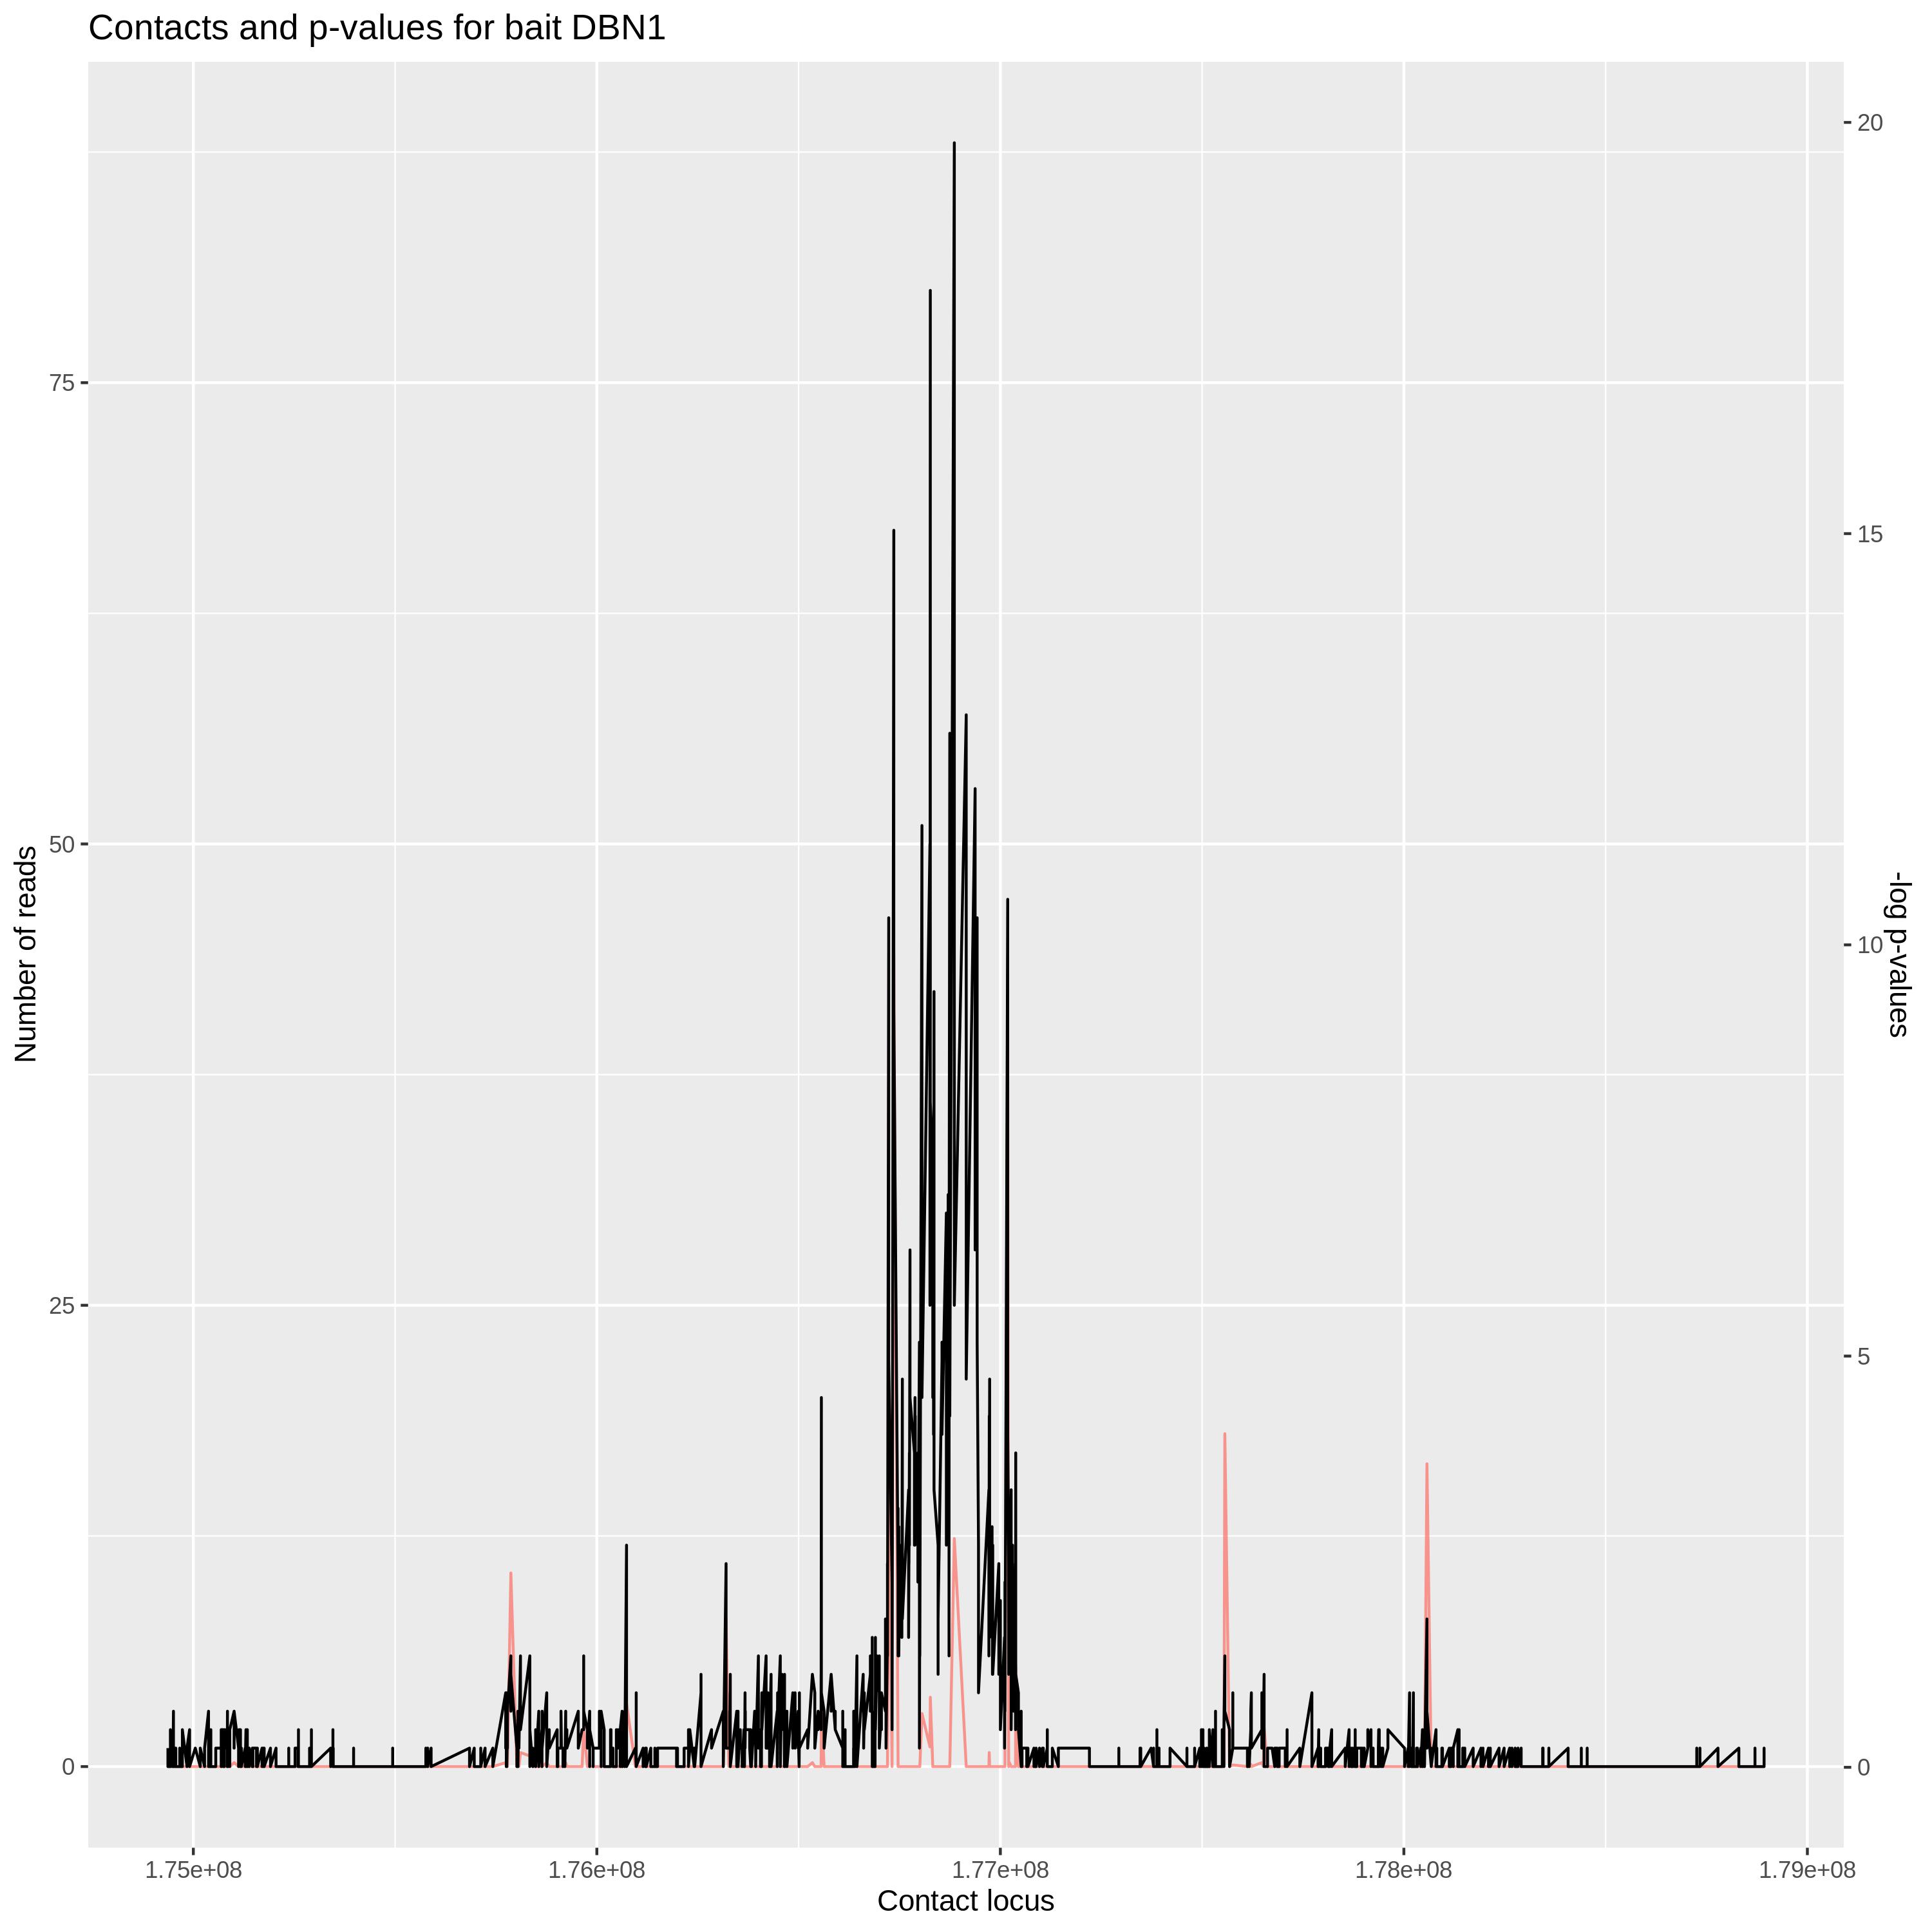 Contacts and p-values for bait DBN1
20
75
15
50
10
25
5
0
0
Number of reads
-log p-values
1.75e+08
1.76e+08
1.77e+08
1.78e+08
1.79e+08
Contact locus